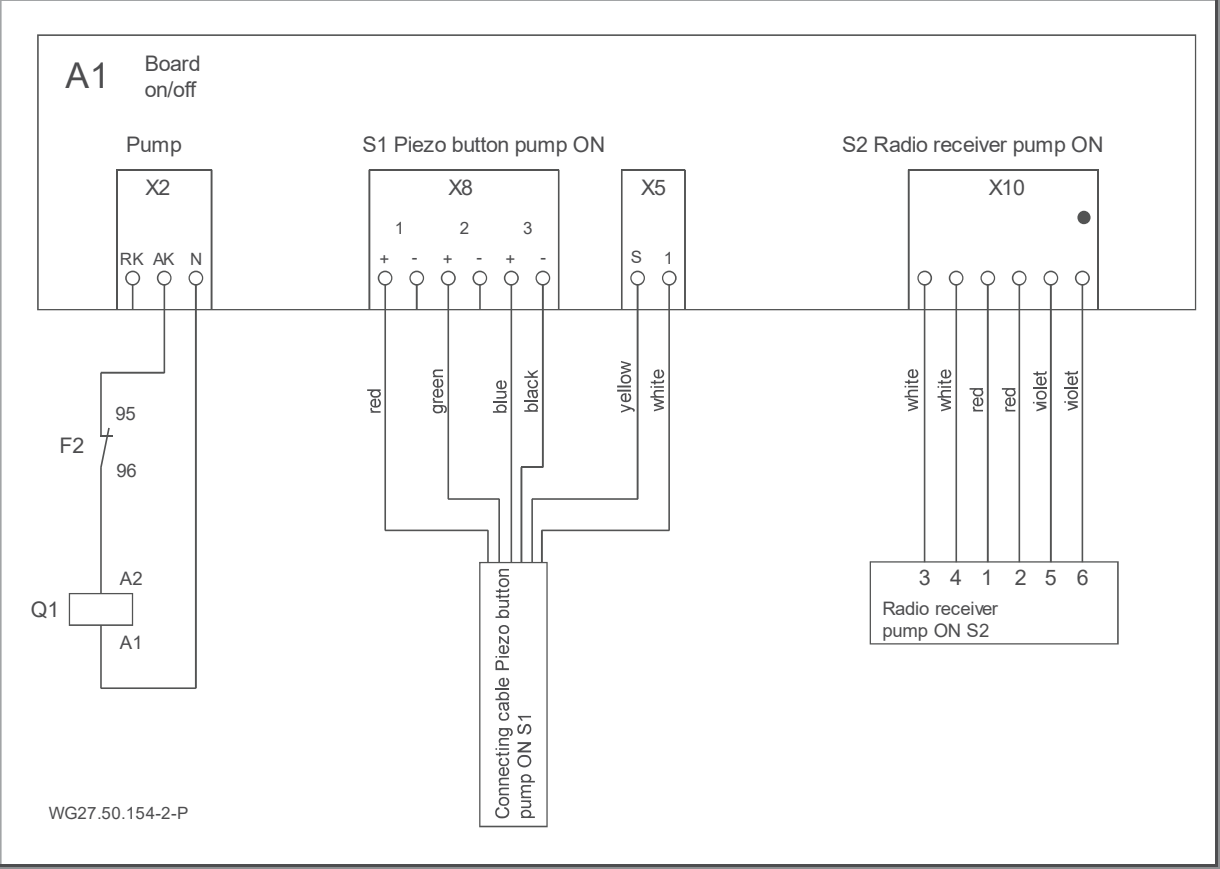 A1
Board
on/off
Pump
S1 Piezo button pump ON
S2 Radio receiver pump ON
X2
X8
X5
X10
1 2 3
RK AK N
+ - + - + -
S 1
red
green
blue
black
yellow
white
white
white
red
red
violet
violet
95
F2
96
A2
Q1
A1
3 4 1 2 5 6
Radio receiver
pump ON S2
Connecting cable Piezo button
pump ON S1
WG27.50.154-2-P